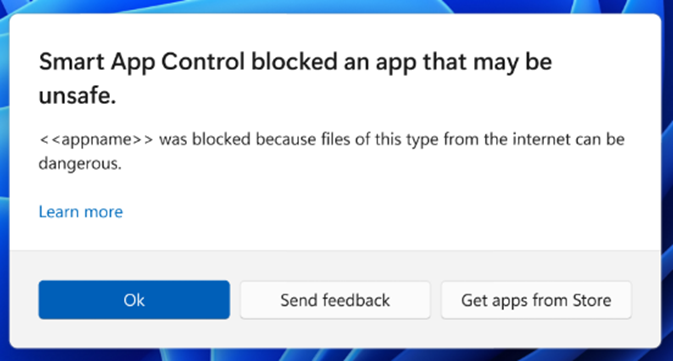 Smart App Control blocked an app that may be
unsafe.
<<appname>> was blocked because files of this type from the internet can be
dangerous.
Learn more
Ok
Send feedback
Get apps from Store